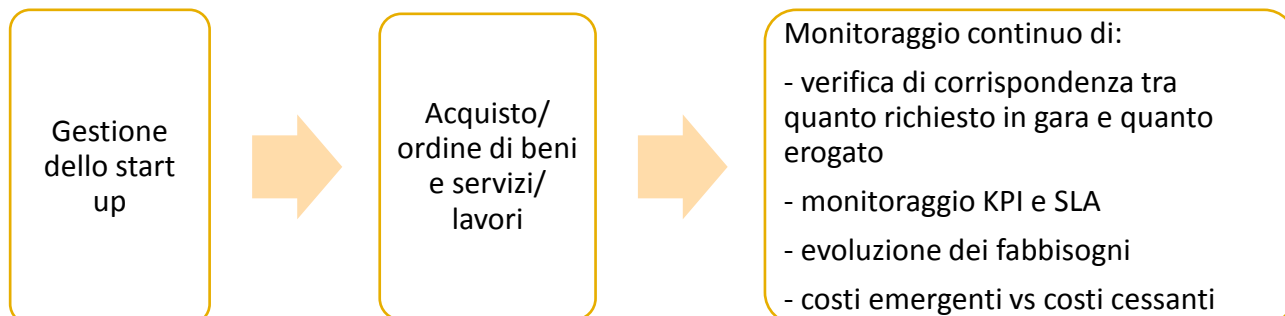 Gestione
dello start
up
Acquisto/
ordine di beni
e servizi/
lavori
Monitoraggio continuo di:
- verifica di corrispondenza tra
quanto richiesto in gara e quanto
erogato
- monitoraggio KPI e SLA
- evoluzione dei fabbisogni
- costi emergenti vs costi cessanti